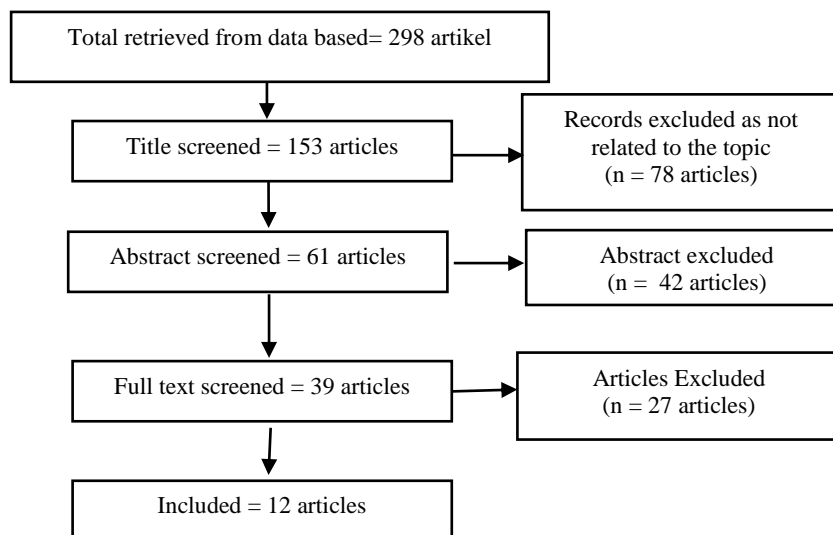 Total retrieved from data based= 298 artikel
Title screened = 153 articles
Records excluded as not
related to the topic
(n = 78 articles)
Abstract screened = 61 articles
Abstract excluded
(n =  42 articles)
Full text screened = 39 articles
Articles Excluded
(n = 27 articles)
Included = 12 articles